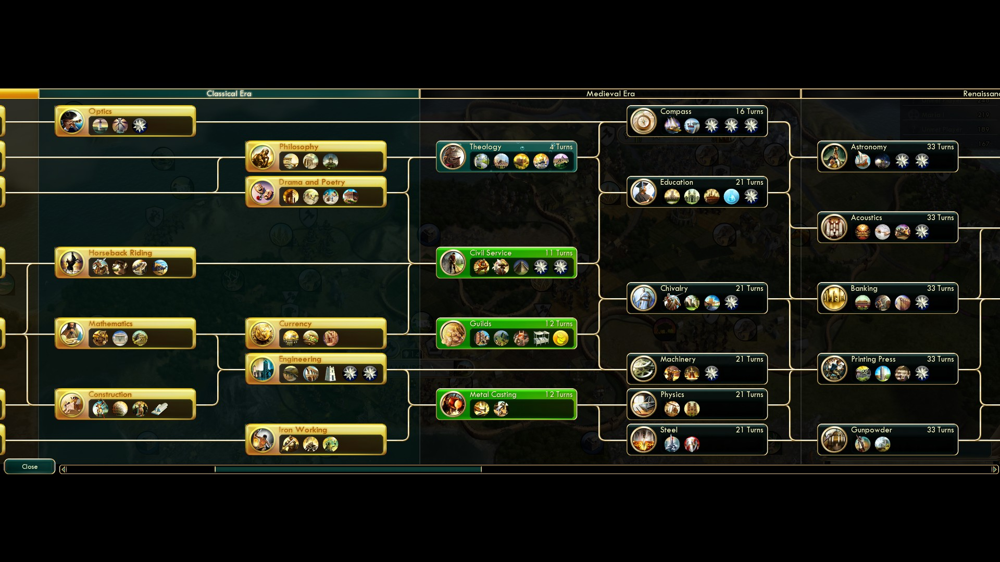 Classical Era
Medieval Era
Renaissanc
Optics
Compass 16 Turns
219
189
167
Philosophy
Theology 4 Turns
Astronomy 33 Turns
Drama and Poetry
Education 21 Turns
Acoustics 33 Turns
Horseback Riding
Civil Service 11 Turns
Chivalry 21 Turns
Banking 33 Turns
Mathematics
Currency
Guilds 12 Turns
Engineering
Machinery 21 Turns
Printing Press 33 Turns
Construction
Metal Casting 12 Turns
Physics 21 Turns
Iron Working
Steel 21 Turns
Gunpowder 33 Turns
Close